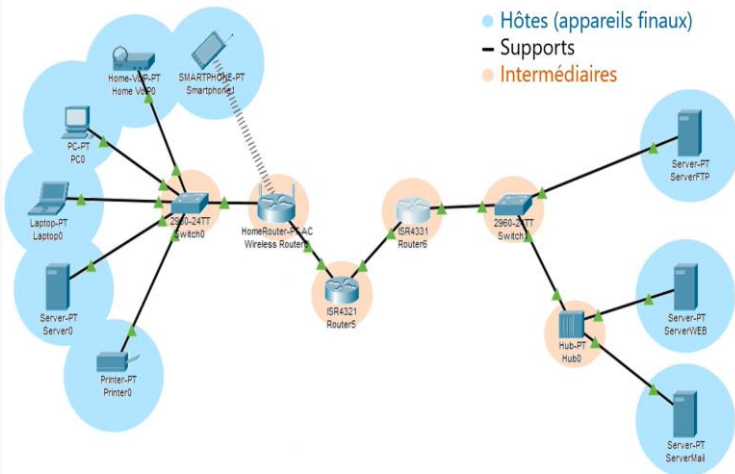 Hôtes (appareils finaux)
Supports
Intermédiaires
Home-VoIP-PT
Home VoIP0
SMARTPHONE-PT
Smartphone1
PC-PT
PC0
Laptop-PT
Laptop0
Server-PT
Server0
Printer-PT
Printer0
2960-24TT
Switch0
HomeRouter-PT-AC
Wireless Router
ISR4321
Router5
ISR4331
Router6
2960-24TT
Switch
Hub-PT
Hub0
Server-PT
ServerFTP
Server-PT
ServerWEB
Server-PT
ServerMail